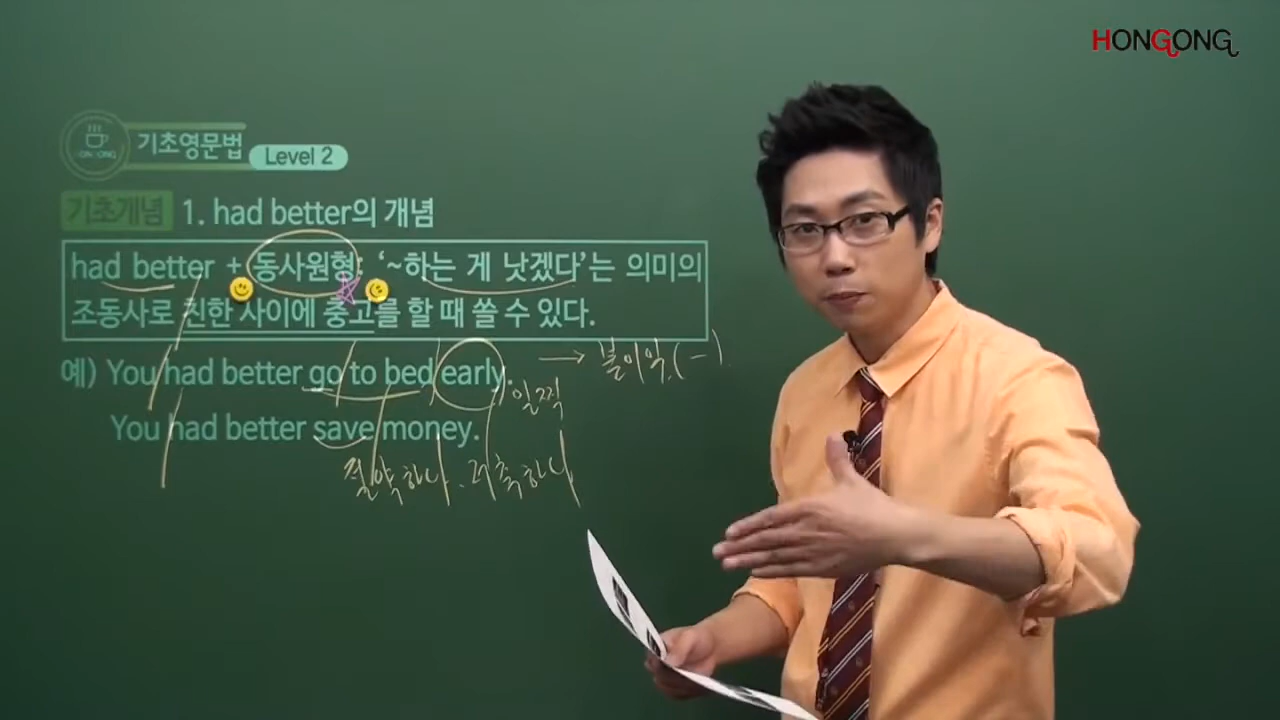 HONGONG
기초영문법
Level 2
기초개념 1. had better의 개념
had better + 동사원형: ‘~하는 게 낫겠다’는 의미의
조동사로 친한 사이에 충고를 할 때 쓸 수 있다.
예) You had better go to bed early. → 불이익.(-).
일찍
You had better save money.
절약하다. 저축하다